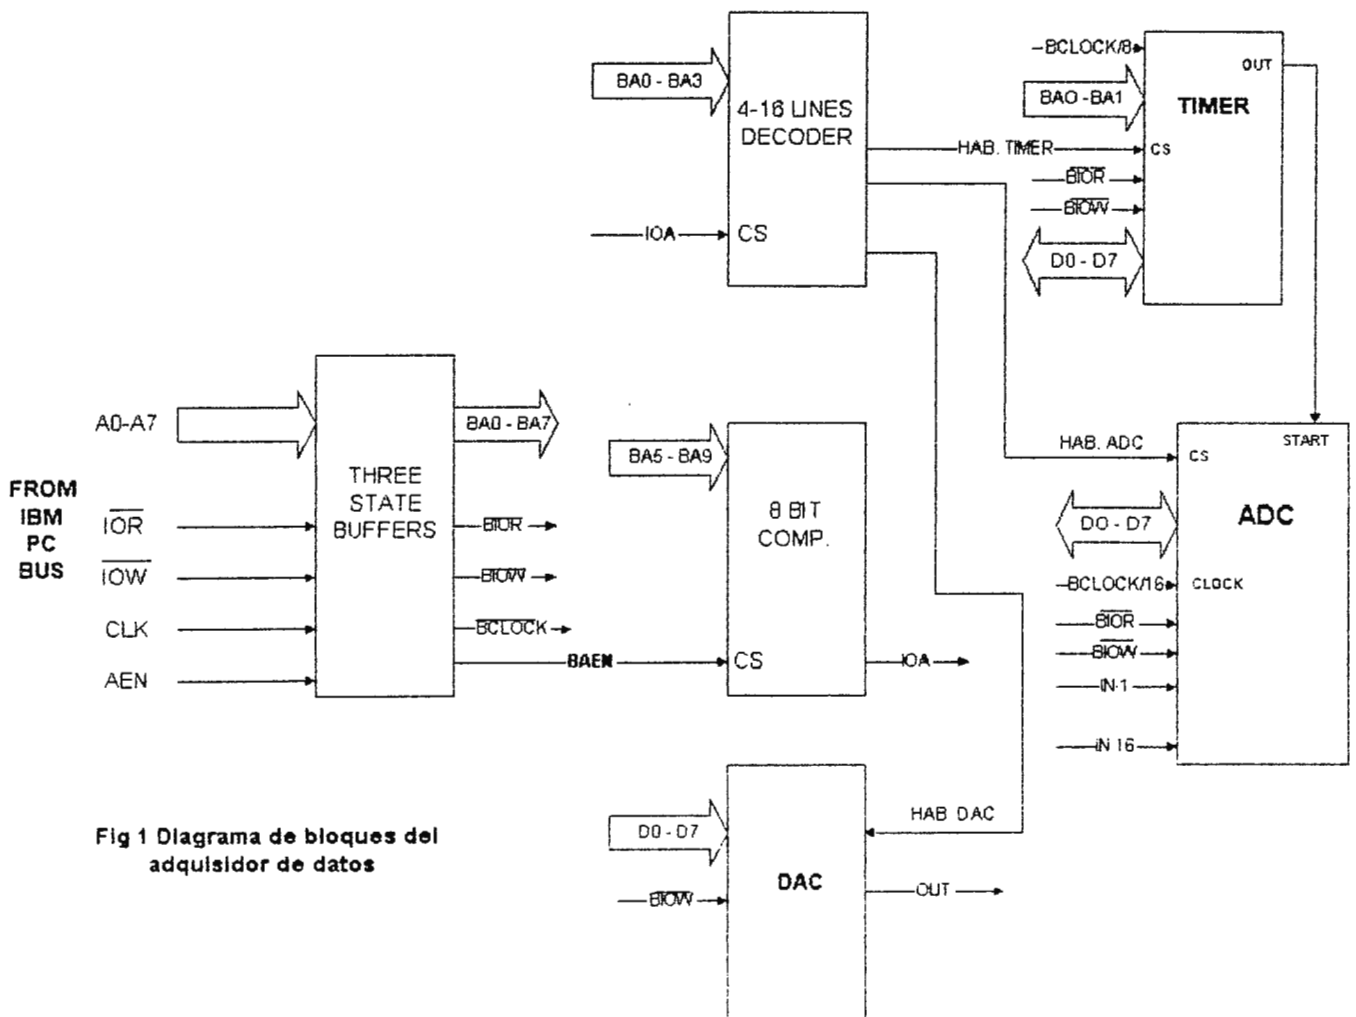 BA0 - BA3
4-16 LINES
DECODER
IOA
CS
HAB. TIMER
BCLOCK/8
BAO - BA1
CS
BIOR
BIOW
D0 - D7
OUT
TIMER
FROM
IBM
PC
BUS
A0-A7
IOR
IOW
CLK
AEN
THREE
STATE
BUFFERS
BA0 - BA7
BIOR
BIOW
BCLOCK
BAEN
BA5 - BA9
8 BIT
COMP.
CS
IOA
HAB. ADC
START
CS
ADC
D0 - D7
BCLOCK/16
CLOCK
BIOR
BIOW
IN-1
IN 16
D0 - D7
BIOW
DAC
HAB DAC
OUT
Fig 1 Diagrama de bloques del
adquisidor de datos